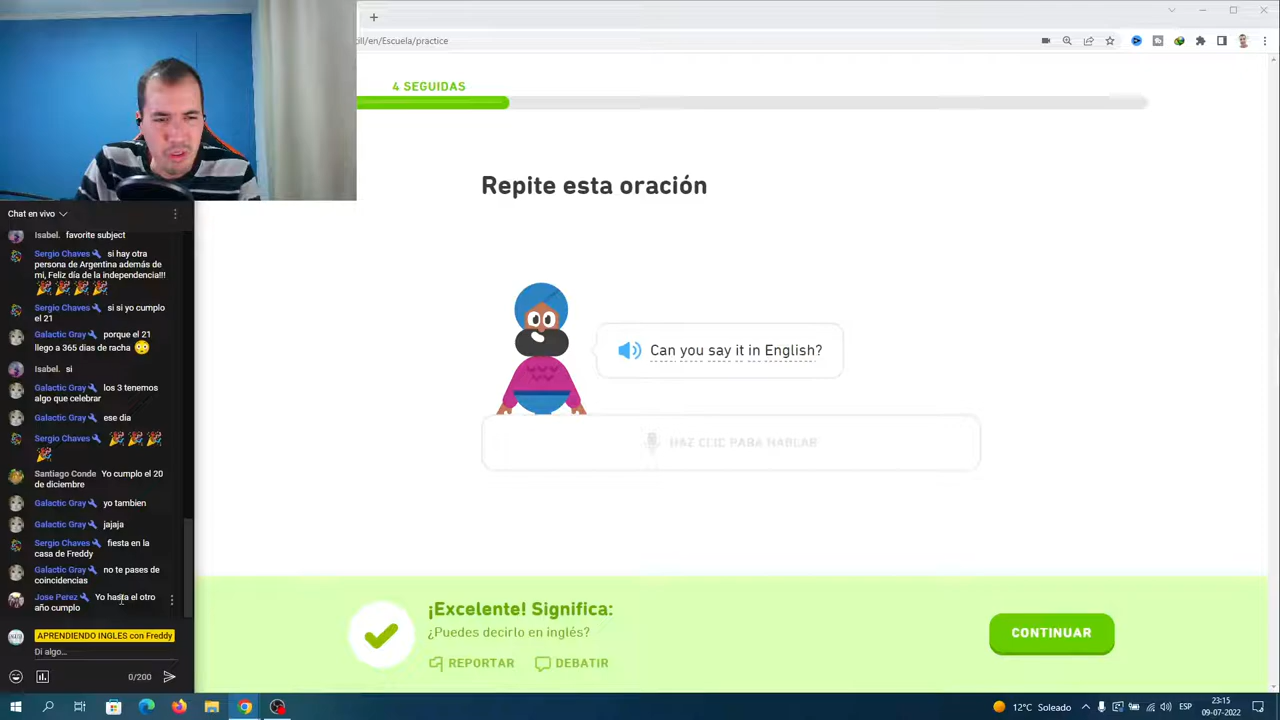 ill/en/Escuela/practice
4 SEGUIDAS
Repite esta oración
Can you say it in English?
HAZ CLIC PARA HABLAR
¡Excelente! Significa:
¿Puedes decirlo en inglés?
REPORTAR
DEBATIR
CONTINUAR
Chat en vivo
Isabel. favorite subject
Sergio Chaves si hay otra
persona de Argentina además de
mi, Feliz día de la independencia!!!
Sergio Chaves si si yo cumplo
el 21
Galactic Gray porque el 21
llego a 365 dias de racha
Isabel. si
Galactic Gray los 3 tenemos
algo que celebrar
Galactic Gray ese dia
Sergio Chaves
Santiago Conde Yo cumplo el 20
de diciembre
Galactic Gray yo tambien
Galactic Gray jajaja
Sergio Chaves fiesta en la
casa de Freddy
Galactic Gray no te pases de
coincidencias
Jose Perez Yo hasta el otro
año cumplo
APRENDIENDO INGLES con Freddy
Di algo...
0/200
12°C Soleado
ESP
23:15
09-07-2022